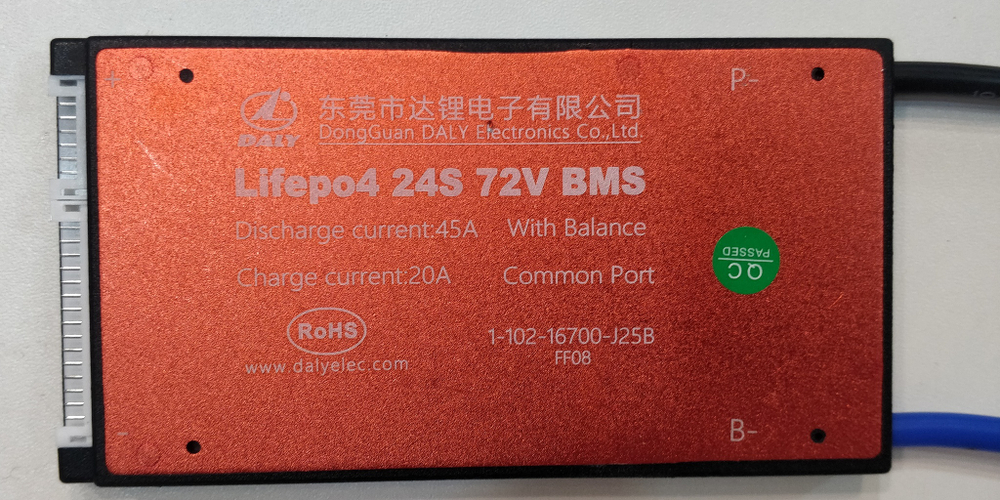 +
P-
DALY
东莞市达锂电子有限公司
DongGuan DALY Electronics Co.,Ltd.
Lifepo4 24S 72V BMS
Discharge current:45A With Balance
Charge current:20A Common Port
QC
PASSED
RoHS
1-102-16700-J25B
FF08
www.dalyelec.com
-
B-